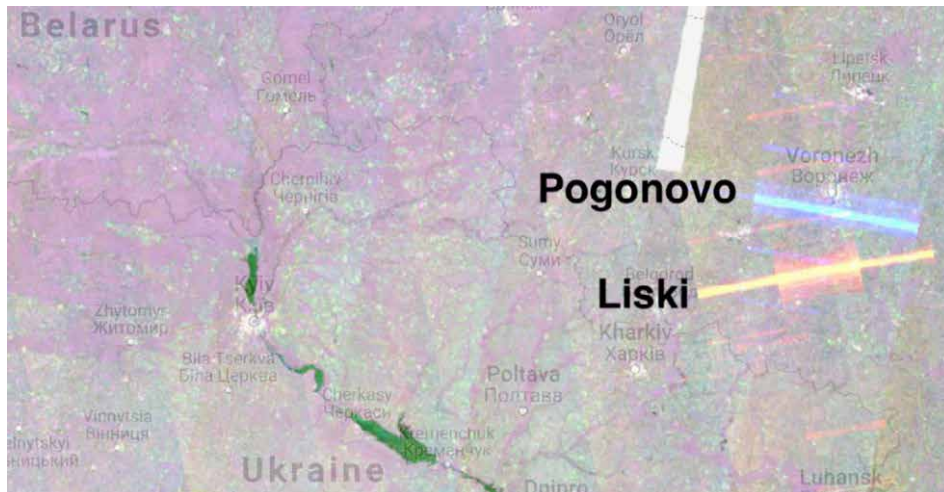 Belarus
Oryol
Орёл
Lipetsk
Липецк
Gomel
Гомель
Kursk
Курск
Voronezh
Воронеж
Chernihiv
Чернігів
Pogonovo
Sumy
Суми
Belgorod
Kyiv
Київ
Liski
Zhytomyr
Житомир
Kharkiv
Харків
Bila Tserkva
Біла Церква
Poltava
Полтава
Cherkasy
Черкаси
Vinnytsia
Вінниця
Kremenchuk
Кременчук
elnytskyi
ницький
Ukraine
Luhansk
Dnipro